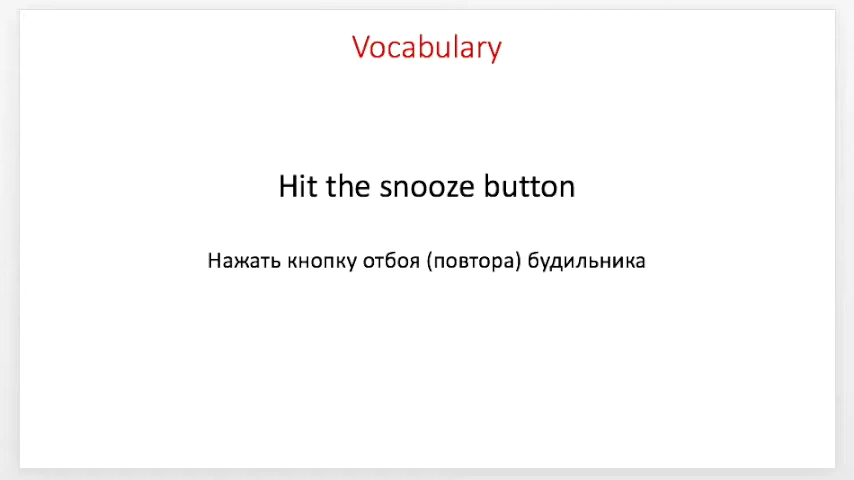 Vocabulary
Hit the snooze button
Нажать кнопку отбоя (повтора) будильника